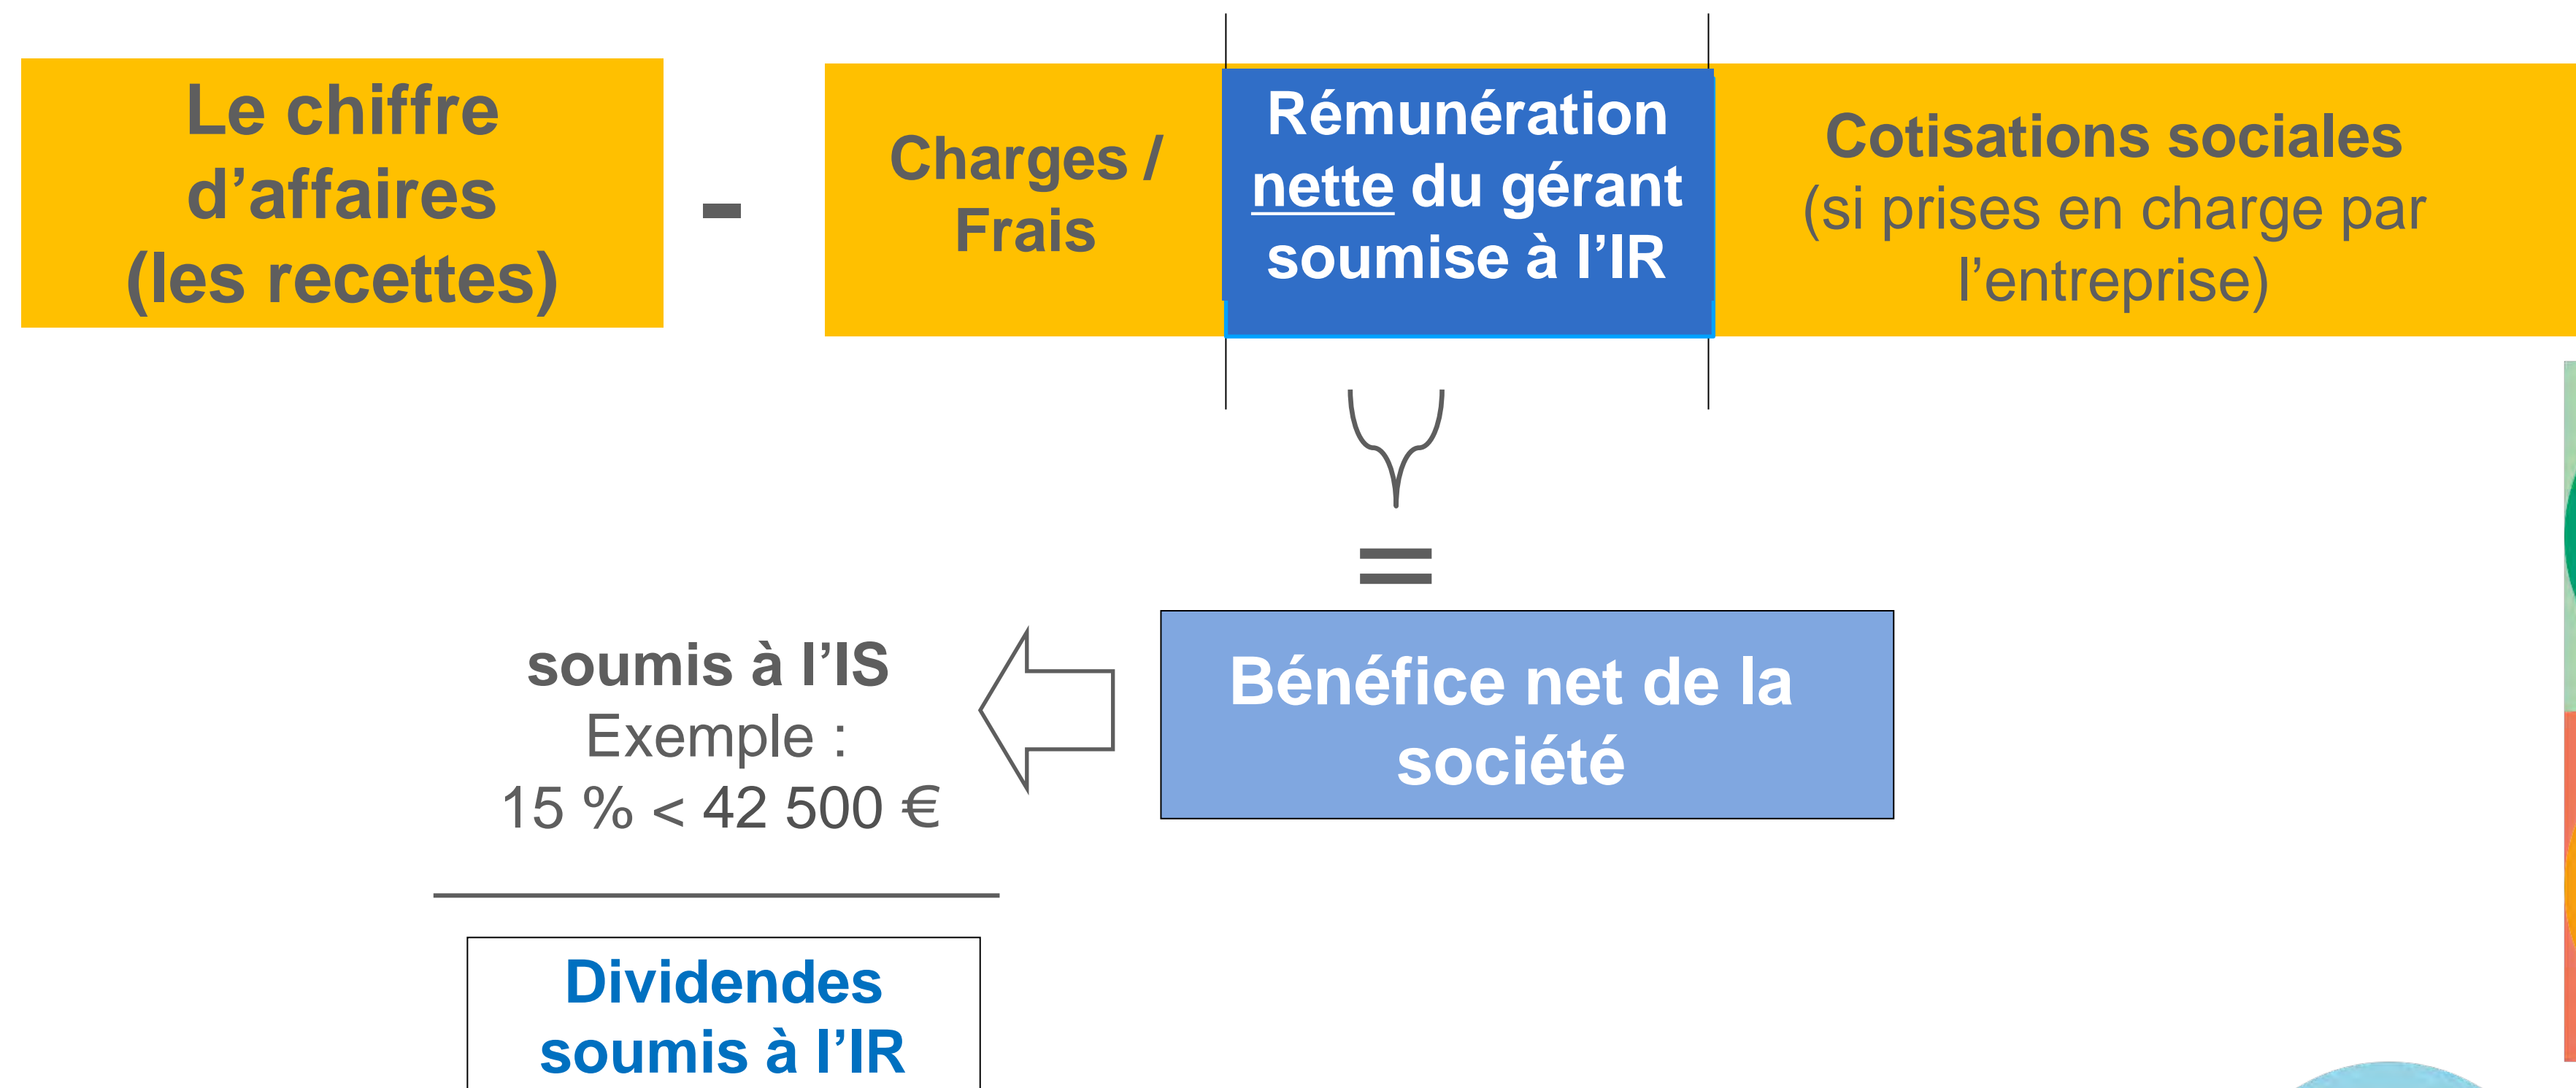 Le chiffre
d’affaires
(les recettes)
-
Charges /
Frais
Rémunération
nette du gérant
soumise à l’IR
Cotisations sociales
(si prises en charge par
l’entreprise)
=
Bénéfice net de la
société
soumis à l’IS
Exemple :
15 % < 42 500 €
Dividendes
soumis à l’IR